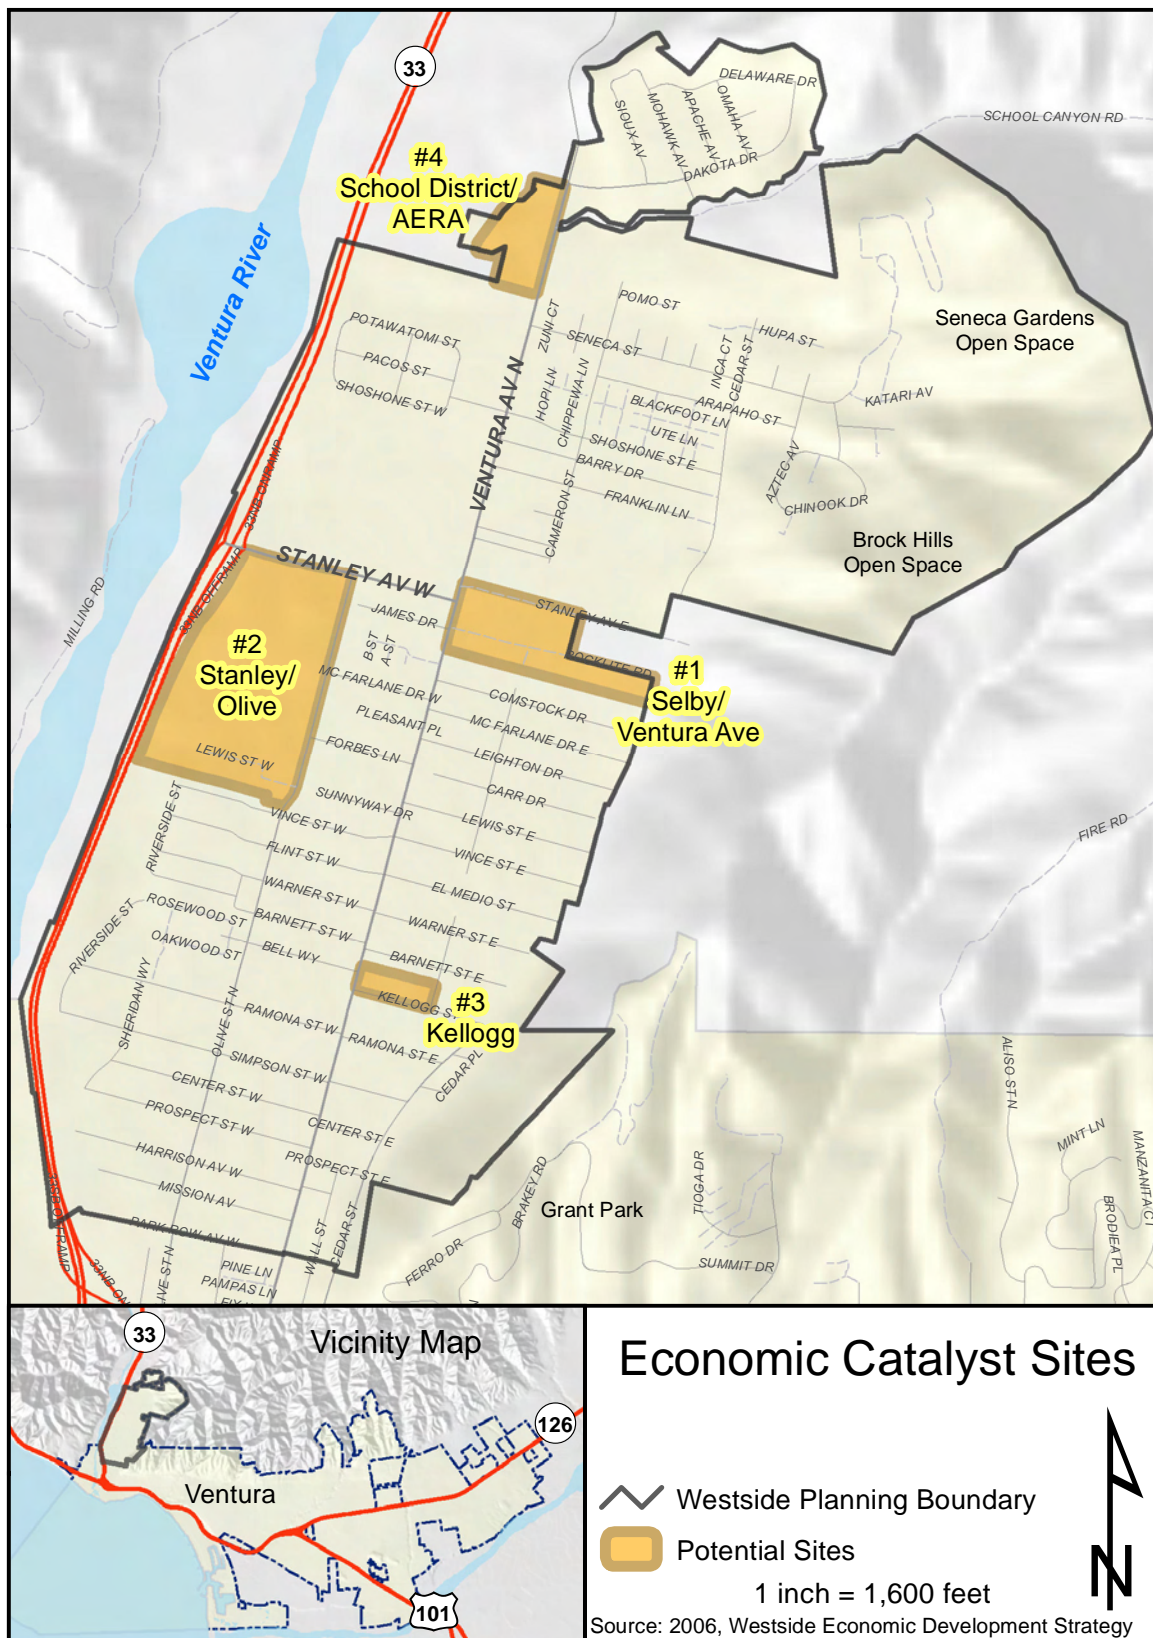 33
DELAWARE DR
SIOUX AV
MOHAWK AV
APACHE AV
OMAHA AV
DAKOTA DR
SCHOOL CANYON RD
#4
School District/
AERA
Ventura River
POMO ST
ZUNI CT
SENECA ST
HUPA ST
INCA CT
CEDAR ST
Seneca Gardens
Open Space
POTAWATOMI ST
PACOS ST
SHOSHONE ST W
VENTURA AV N
HOPI LN
CHIPPEWA LN
BLACKFOOT LN
ARAPAHO ST
KATARI AV
UTE LN
SHOSHONE ST E
BARRY DR
FRANKLIN LN
CAMERON ST
AZTEC AV
CHINOOK DR
Brock Hills
Open Space
33NB ONRAMP
33NB OFFRAMP
MILLING RD
STANLEY AV W
STANLEY AV E
JAMES DR
B ST
A ST
ROCKLITE RD
#2
Stanley/
Olive
#1
Selby/
Ventura Ave
MC FARLANE DR W
COMSTOCK DR
PLEASANT PL
MC FARLANE DR E
FORBES LN
LEIGHTON DR
LEWIS ST W
CARR DR
SUNNYWAY DR
LEWIS ST E
RIVERSIDE ST
VINCE ST W
VINCE ST E
FLINT ST W
EL MEDIO ST
WARNER ST W
WARNER ST E
ROSEWOOD ST
BARNETT ST W
BARNETT ST E
RIVERSIDE ST
OAKWOOD ST
BELL WY
FIRE RD
SHERIDAN WY
OLIVE ST N
KELLOGG ST
#3
Kellogg
RAMONA ST W
RAMONA ST E
CEDAR PL
SIMPSON ST W
CENTER ST W
CENTER ST E
PROSPECT ST W
PROSPECT ST E
HARRISON AV W
MISSION AV
PARK ROW AV W
ALISO ST N
MINT LN
MANZANITA CT
BRODIEA PL
TIOGA DR
BRAKEY RD
Grant Park
FERRO DR
SUMMIT DR
WALL ST
CEDAR ST
PINE LN
PAMPAS LN
33NB ON
Vicinity Map
33
126
Ventura
101
Economic Catalyst Sites
Westside Planning Boundary
Potential Sites
1 inch = 1,600 feet
N
Source: 2006, Westside Economic Development Strategy